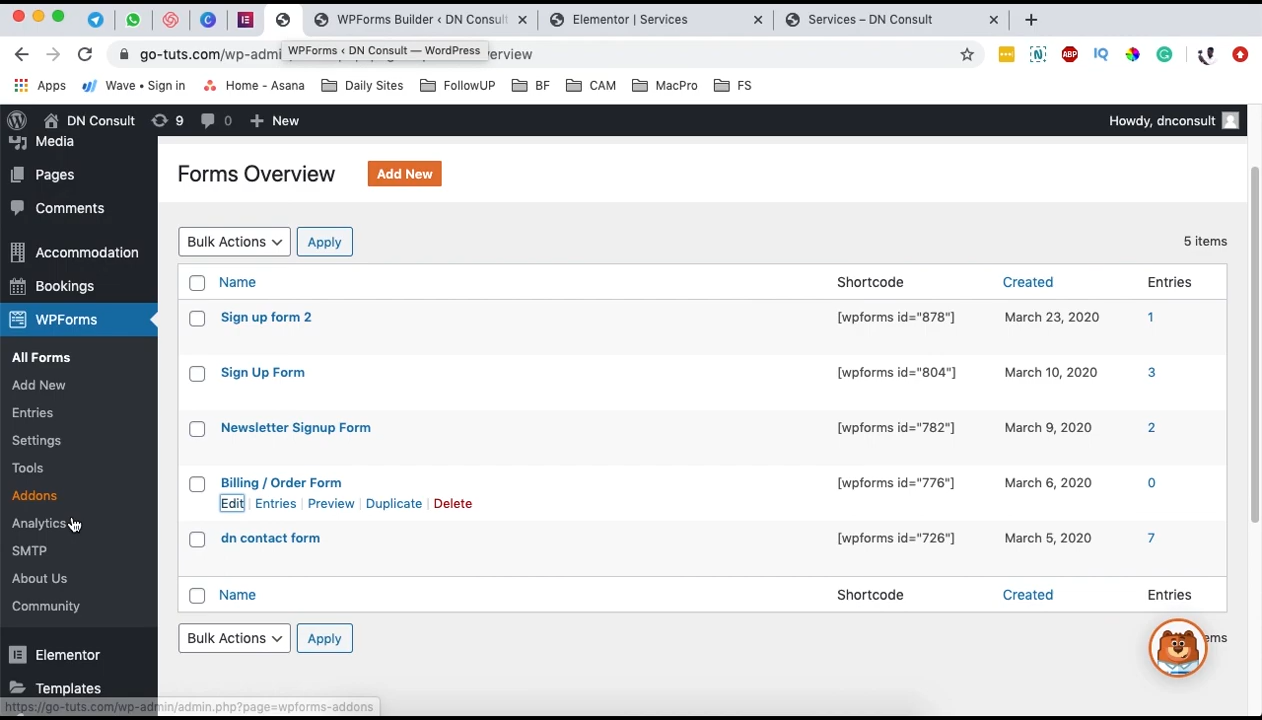 WPForms Builder ‹ DN Consult
Elementor | Services
Services – DN Consult
go-tuts.com/wp-admi
WPForms ‹ DN Consult — WordPress
verview
Apps
Wave • Sign in
Home - Asana
Daily Sites
FollowUP
BF
CAM
MacPro
FS
DN Consult
9
0
New
Howdy, dnconsult
Media
Pages
Comments
Accommodation
Bookings
WPForms
All Forms
Add New
Entries
Settings
Tools
Addons
Analytics
SMTP
About Us
Community
Elementor
Templates
Forms Overview
Add New
Bulk Actions
Apply
5 items
Name Shortcode Created Entries
Sign up form 2 [wpforms id="878"] March 23, 2020 1
Sign Up Form [wpforms id="804"] March 10, 2020 3
Newsletter Signup Form [wpforms id="782"] March 9, 2020 2
Billing / Order Form [wpforms id="776"] March 6, 2020 0
Edit | Entries | Preview | Duplicate | Delete
dn contact form [wpforms id="726"] March 5, 2020 7
Name Shortcode Created Entries
Bulk Actions
Apply
ems
https://go-tuts.com/wp-admin/admin.php?page=wpforms-addons